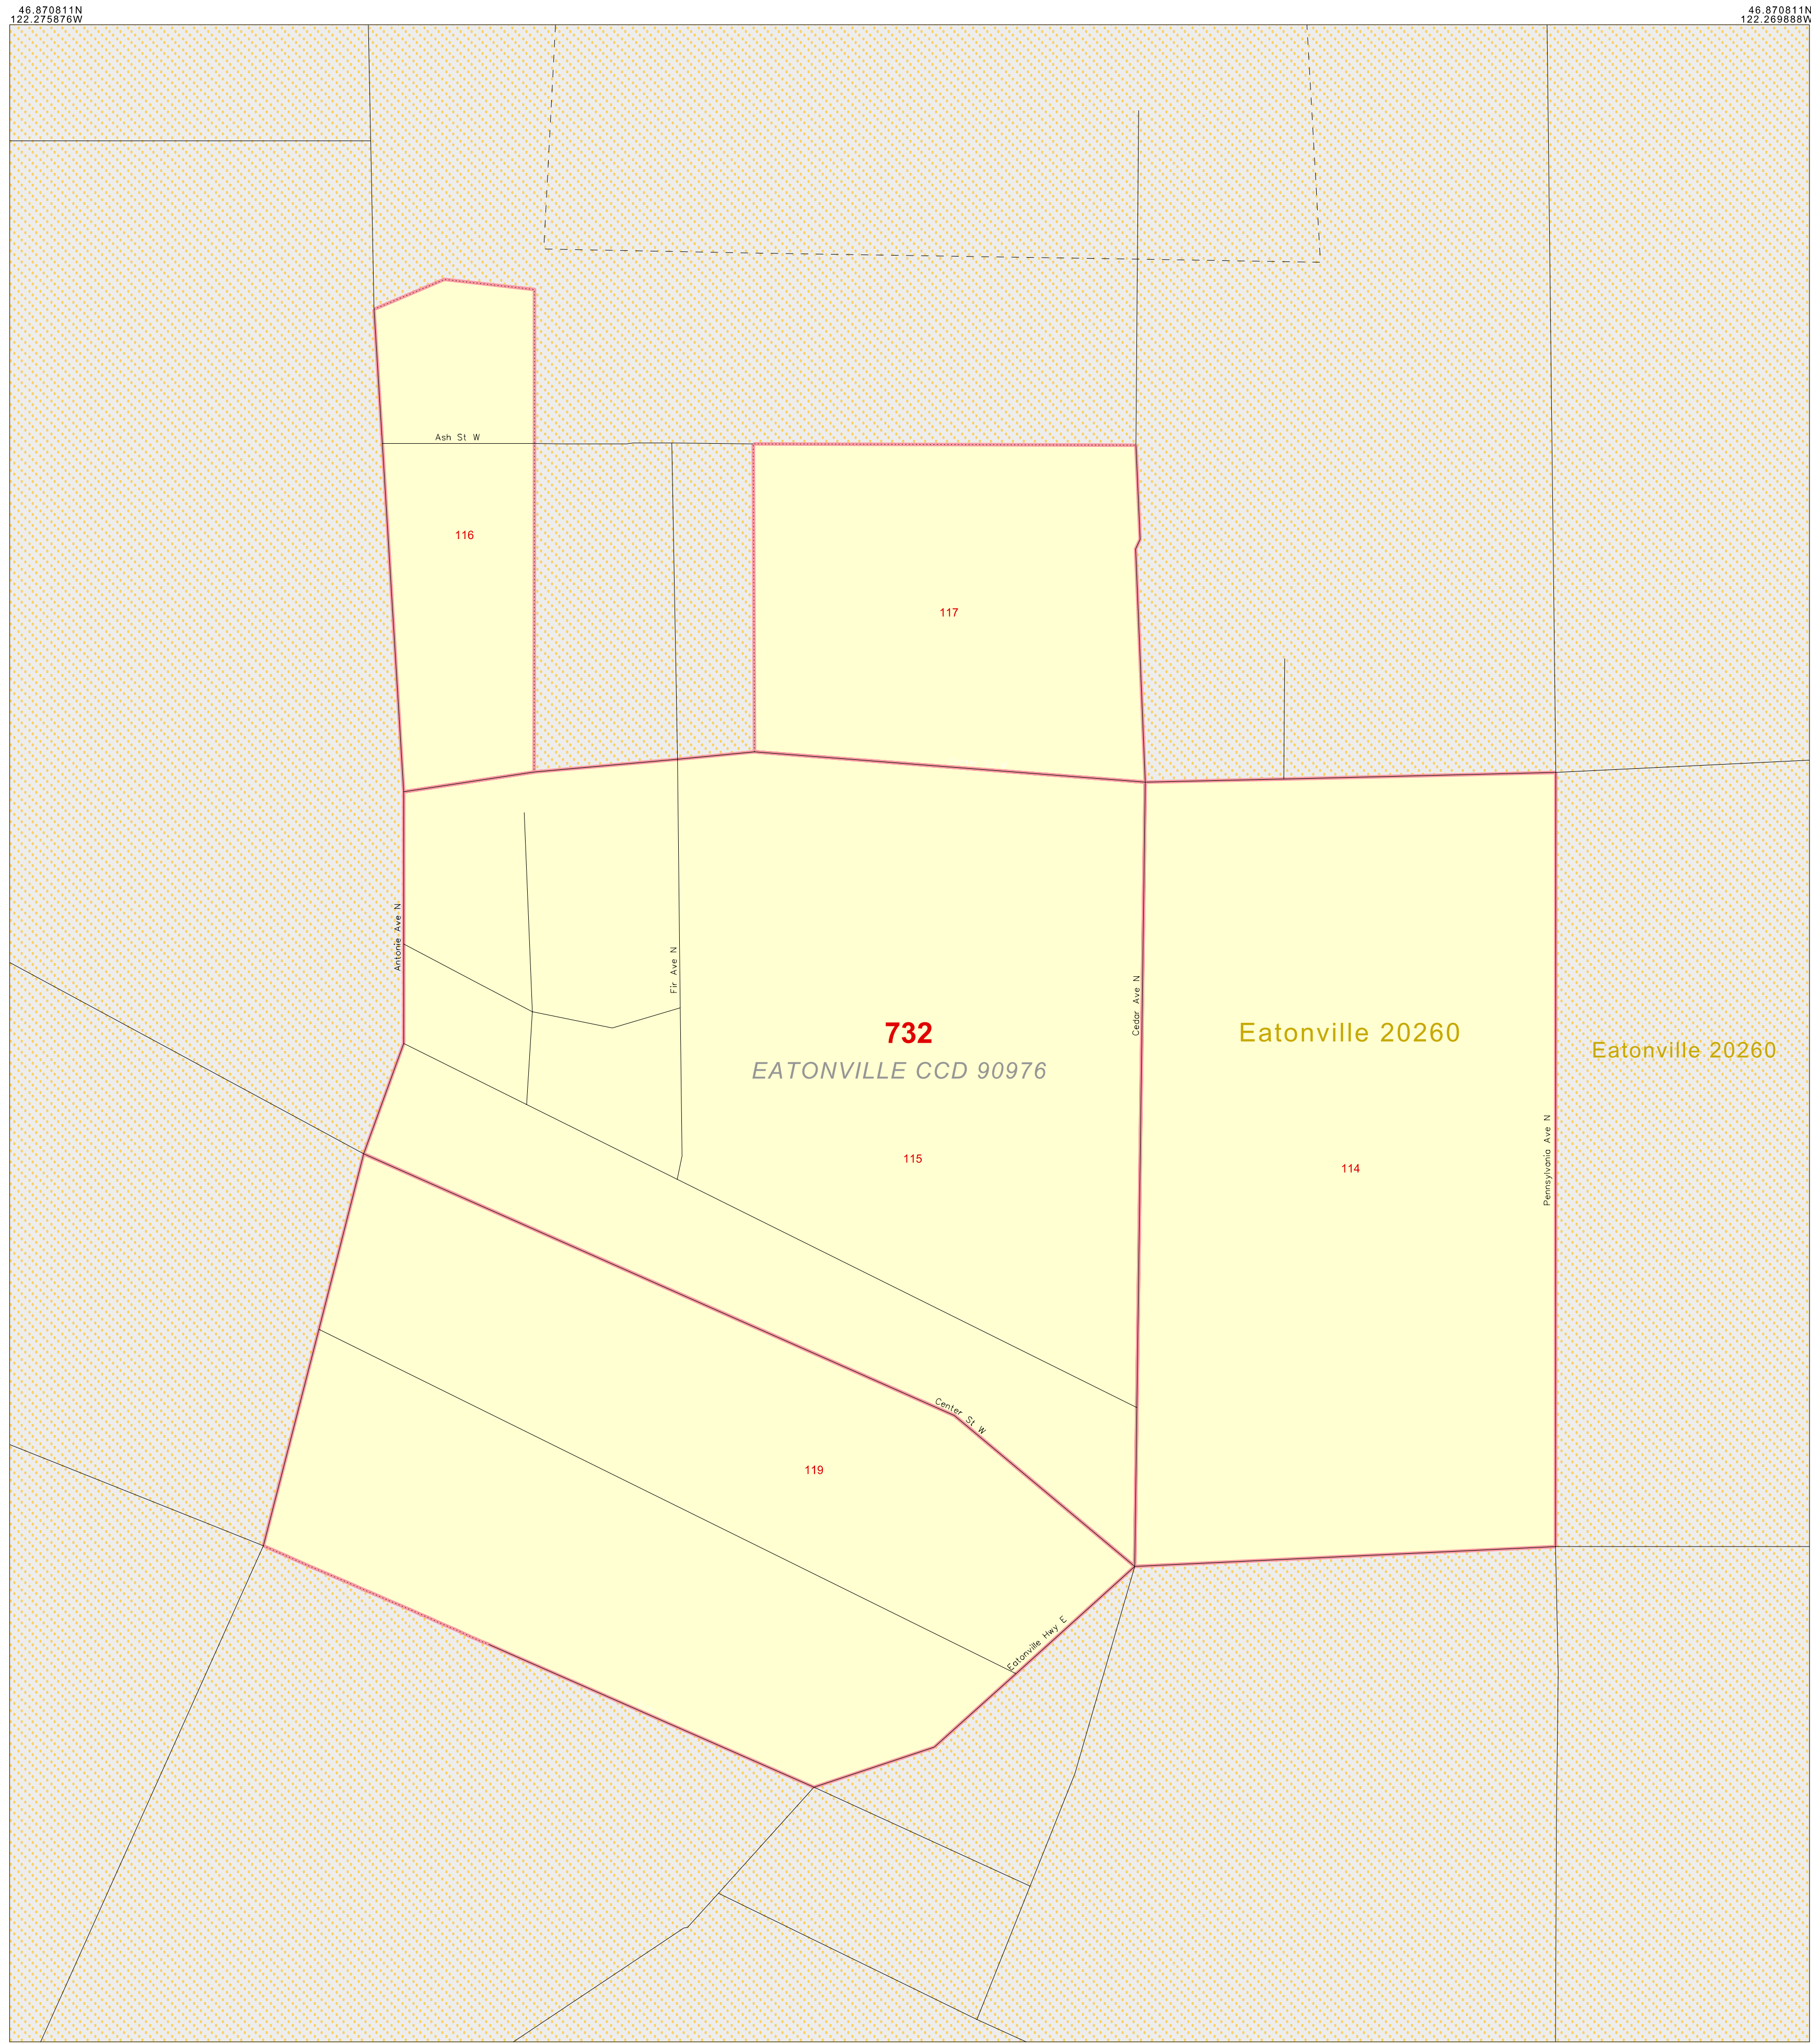 46.870811N
122.275876W
46.870811N
122.269888W
Ash St W
116
117
Antonie Ave N
Fir Ave N
Cedar Ave N
732
EATONVILLE CCD 90976
Eatonville 20260
Eatonville 20260
Pennsylvania Ave N
115
114
Center St W
119
Eatonville Hwy E